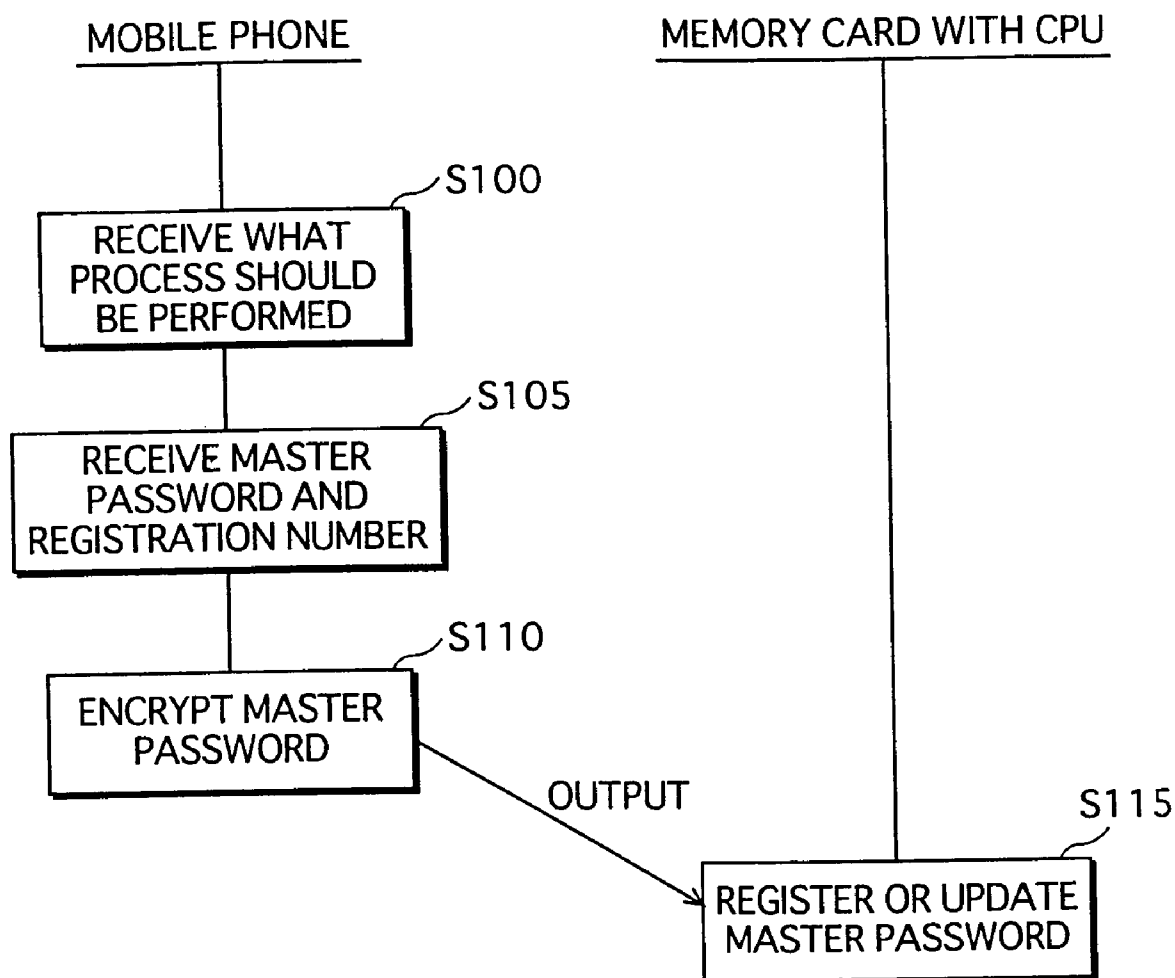 MOBILE PHONE
MEMORY CARD WITH CPU
S100
RECEIVE WHAT
PROCESS SHOULD
BE PERFORMED
S105
RECEIVE MASTER
PASSWORD AND
REGISTRATION NUMBER
S110
ENCRYPT MASTER
PASSWORD
OUTPUT
S115
REGISTER OR UPDATE
MASTER PASSWORD